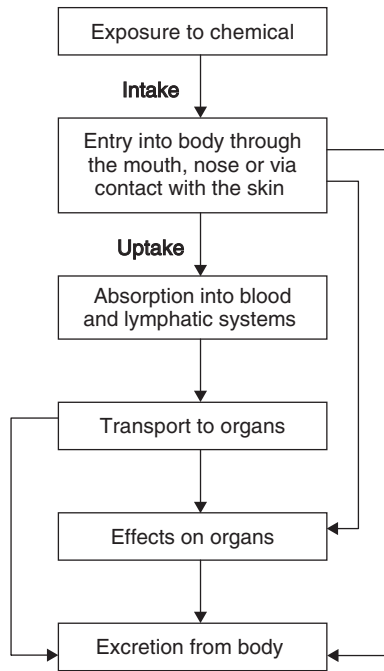 Exposure to chemical
Intake
Entry into body through
the mouth, nose or via
contact with the skin
Uptake
Absorption into blood
and lymphatic systems
Transport to organs
Effects on organs
Excretion from body